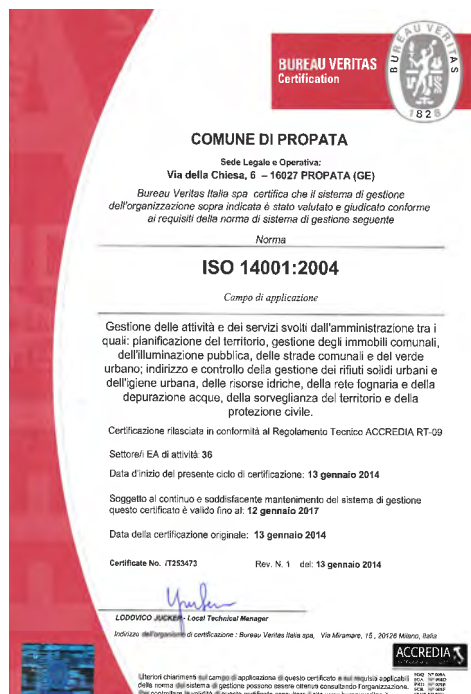 BUREAU VERITAS
Certification
BUREAU VERITAS
1828
COMUNE DI PROPATA
Sede Legale e Operativa:
Via della Chiesa, 6 – 16027 PROPATA (GE)
Bureau Veritas Italia spa certifica che il sistema di gestione
dell'organizzazione sopra indicata è stato valutato e giudicato conforme
ai requisiti della norma di sistema di gestione seguente
Norma
ISO 14001:2004
Campo di applicazione
Gestione delle attività e dei servizi svolti dall'amministrazione tra i
quali: pianificazione del territorio, gestione degli immobili comunali,
dell'illuminazione pubblica, delle strade comunali e del verde
urbano; indirizzo e controllo della gestione dei rifiuti solidi urbani e
dell'igiene urbana, delle risorse idriche, della rete fognaria e della
depurazione acque, della sorveglianza del territorio e della
protezione civile.
Certificazione rilasciata in conformità al Regolamento Tecnico ACCREDIA RT-09
Settore/i EA di attività: 36
Data d'inizio del presente ciclo di certificazione: 13 gennaio 2014
Soggetto al continuo e soddisfacente mantenimento del sistema di gestione
questo certificato è valido fino al: 12 gennaio 2017
Data della certificazione originale: 13 gennaio 2014
Certificate No. IT253473 Rev. N. 1 del: 13 gennaio 2014
LODOVICO JUCKER - Local Technical Manager
Indirizzo dell'organismo di certificazione : Bureau Veritas Italia spa, Via Miramare, 15, 20126 Milano, Italia
ACCREDIA
Ulteriori chiarimenti sul campo di applicazione di questo certificato e sui requisiti applicabili
della norma del sistema di gestione possono essere ottenuti consultando l'organizzazione.